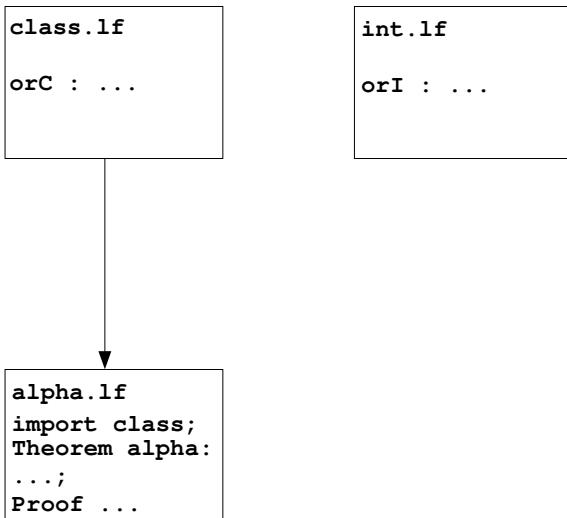 class.lf
orC : ...
int.lf
orI : ...
alpha.lf
import class;
Theorem alpha:
...;
Proof ...